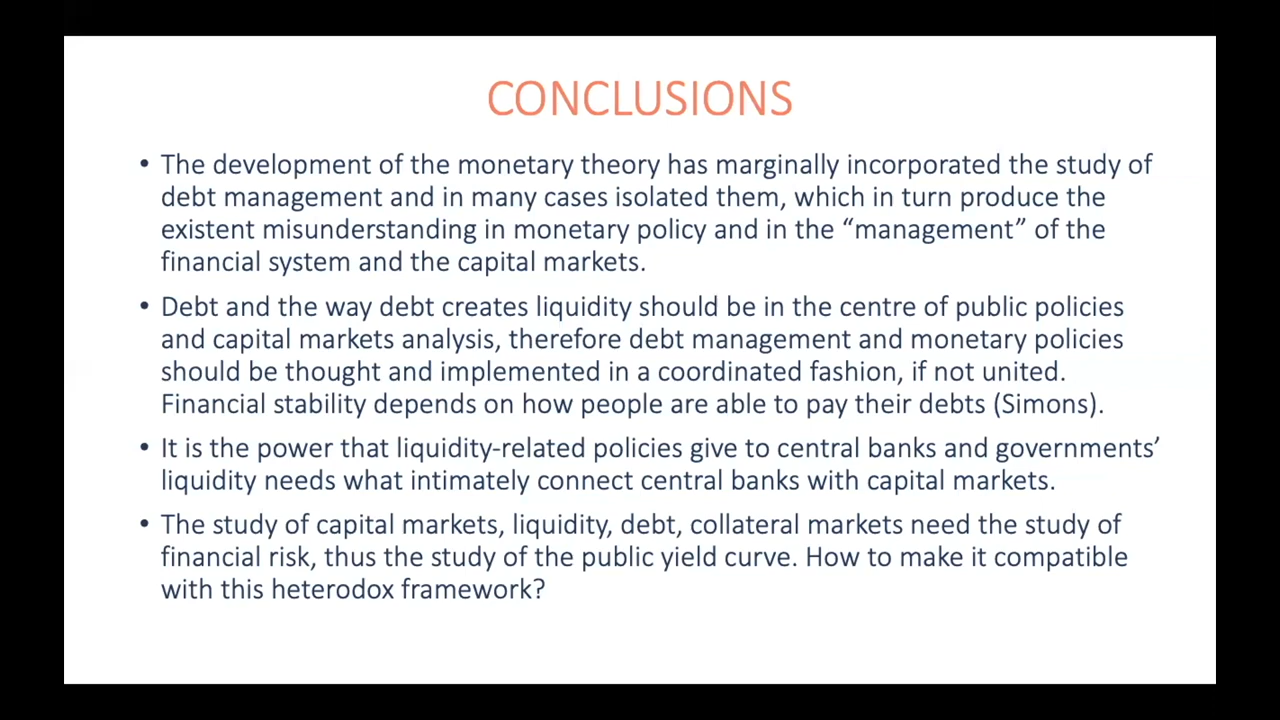 CONCLUSIONS
• The development of the monetary theory has marginally incorporated the study of
debt management and in many cases isolated them, which in turn produce the
existent misunderstanding in monetary policy and in the “management” of the
financial system and the capital markets.
• Debt and the way debt creates liquidity should be in the centre of public policies
and capital markets analysis, therefore debt management and monetary policies
should be thought and implemented in a coordinated fashion, if not united.
Financial stability depends on how people are able to pay their debts (Simons).
• It is the power that liquidity-related policies give to central banks and governments’
liquidity needs what intimately connect central banks with capital markets.
• The study of capital markets, liquidity, debt, collateral markets need the study of
financial risk, thus the study of the public yield curve. How to make it compatible
with this heterodox framework?